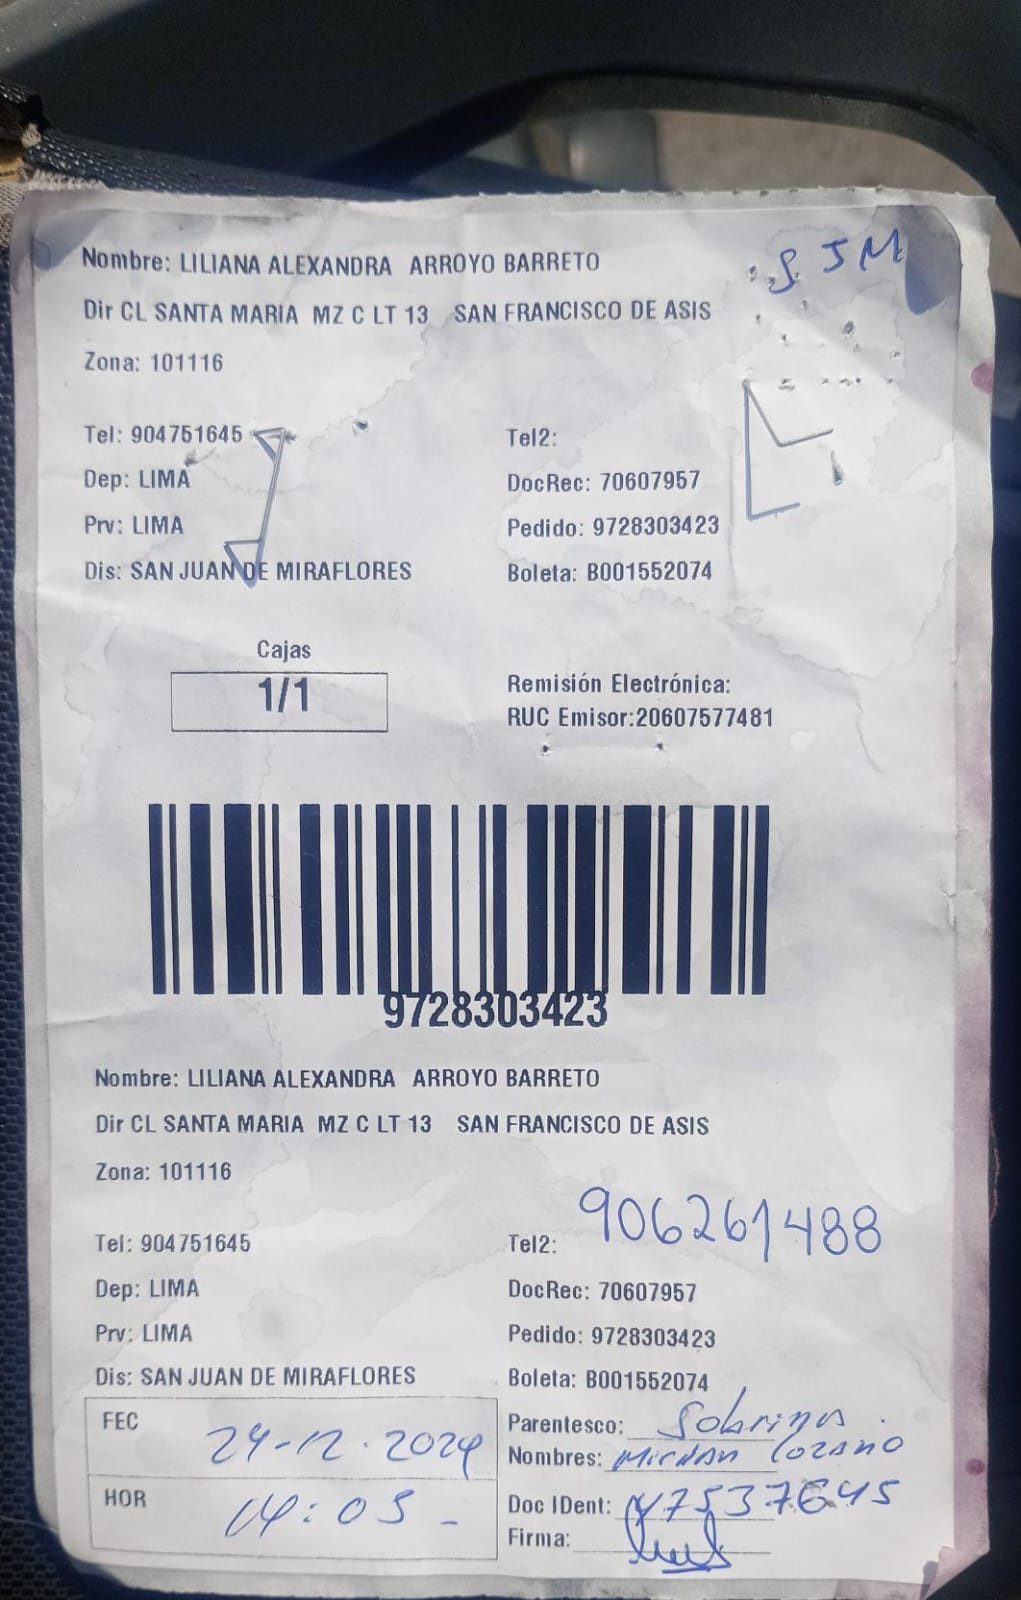 Nombre: LILIANA ALEXANDRA ARROYO BARRETO
SJM
Dir CL SANTA MARIA MZ C LT 13 SAN FRANCISCO DE ASIS
Zona: 101116
Tel: 904751645 Tel2:
Dep: LIMA DocRec: 70607957
Prv: LIMA Pedido: 9728303423
Dis: SAN JUAN DE MIRAFLORES Boleta: B001552074
Cajas
1/1
Remisión Electrónica:
RUC Emisor:20607577481
9728303423
Nombre: LILIANA ALEXANDRA ARROYO BARRETO
Dir CL SANTA MARIA MZ C LT 13 SAN FRANCISCO DE ASIS
Zona: 101116
906261488
Tel: 904751645 Tel2:
Dep: LIMA DocRec: 70607957
Prv: LIMA Pedido: 9728303423
Dis: SAN JUAN DE MIRAFLORES Boleta: B001552074
FEC 24-12.2024 Parentesco:
Nombres: Lozano
HOR 14:05 Doc IDent:
Firma: